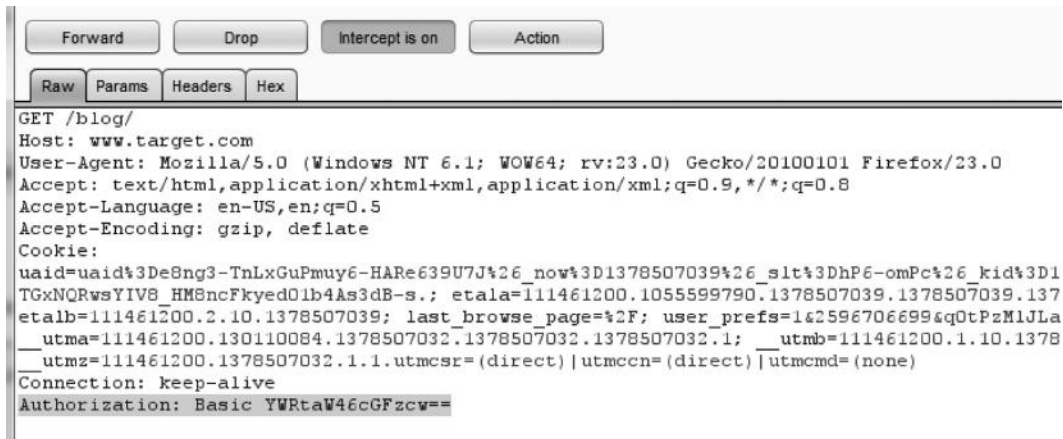 Forward Drop Intercept is on Action
Raw Params Headers Hex
GET /blog/
Host: www.target.com
User-Agent: Mozilla/5.0 (Windows NT 6.1; WOW64; rv:23.0) Gecko/20100101 Firefox/23.0
Accept: text/html,application/xhtml+xml,application/xml;q=0.9,*/*;q=0.8
Accept-Language: en-US,en;q=0.5
Accept-Encoding: gzip, deflate
Cookie:
uaid=uaid%3De8ng3-TnLxGuPmuy6-HARe639U7J%26_now%3D1378507039%26_slt%3DhP6-omPc%26_kid%3D1
TGxNQRwsYIV8_HM8ncFkyedO1b4As3dB-s.; etala=111461200.1055599790.1378507039.1378507039.137
etalb=111461200.2.10.1378507039; last_browse_page=%2F; user_prefs=1&2596706699&q0tPzM1JLa
__utma=111461200.130110084.1378507032.1378507032.1378507032.1; __utmb=111461200.1.10.1378
__utmz=111461200.1378507032.1.1.utmcsr=(direct)|utmccn=(direct)|utmcmd=(none)
Connection: keep-alive
Authorization: Basic YWRtaW46cGFzcw==